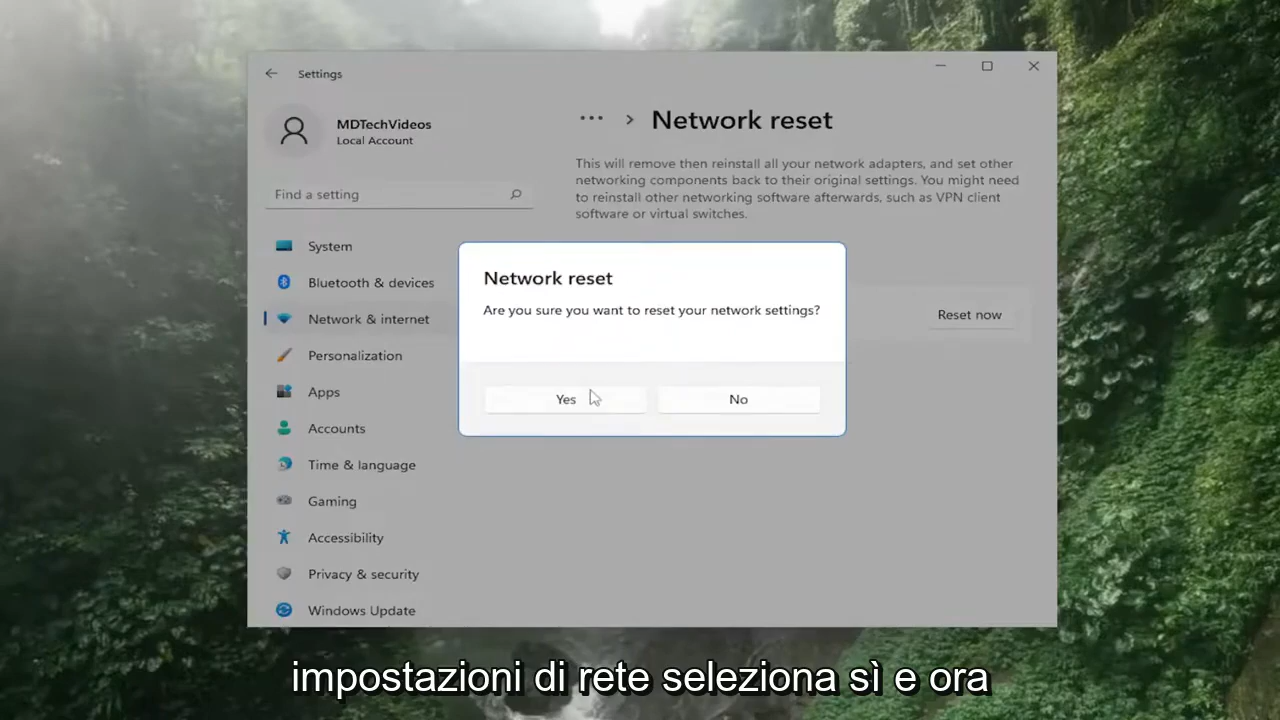 Settings
MDTechVideos
Local Account
Find a setting
System
Bluetooth & devices
Network & internet
Personalization
Apps
Accounts
Time & language
Gaming
Accessibility
Privacy & security
Windows Update
... > Network reset
This will remove then reinstall all your network adapters, and set other
networking components back to their original settings. You might need
to reinstall other networking software afterwards, such as VPN client
software or virtual switches.
Reset now
Network reset
Are you sure you want to reset your network settings?
Yes
No
impostazioni di rete seleziona sì e ora